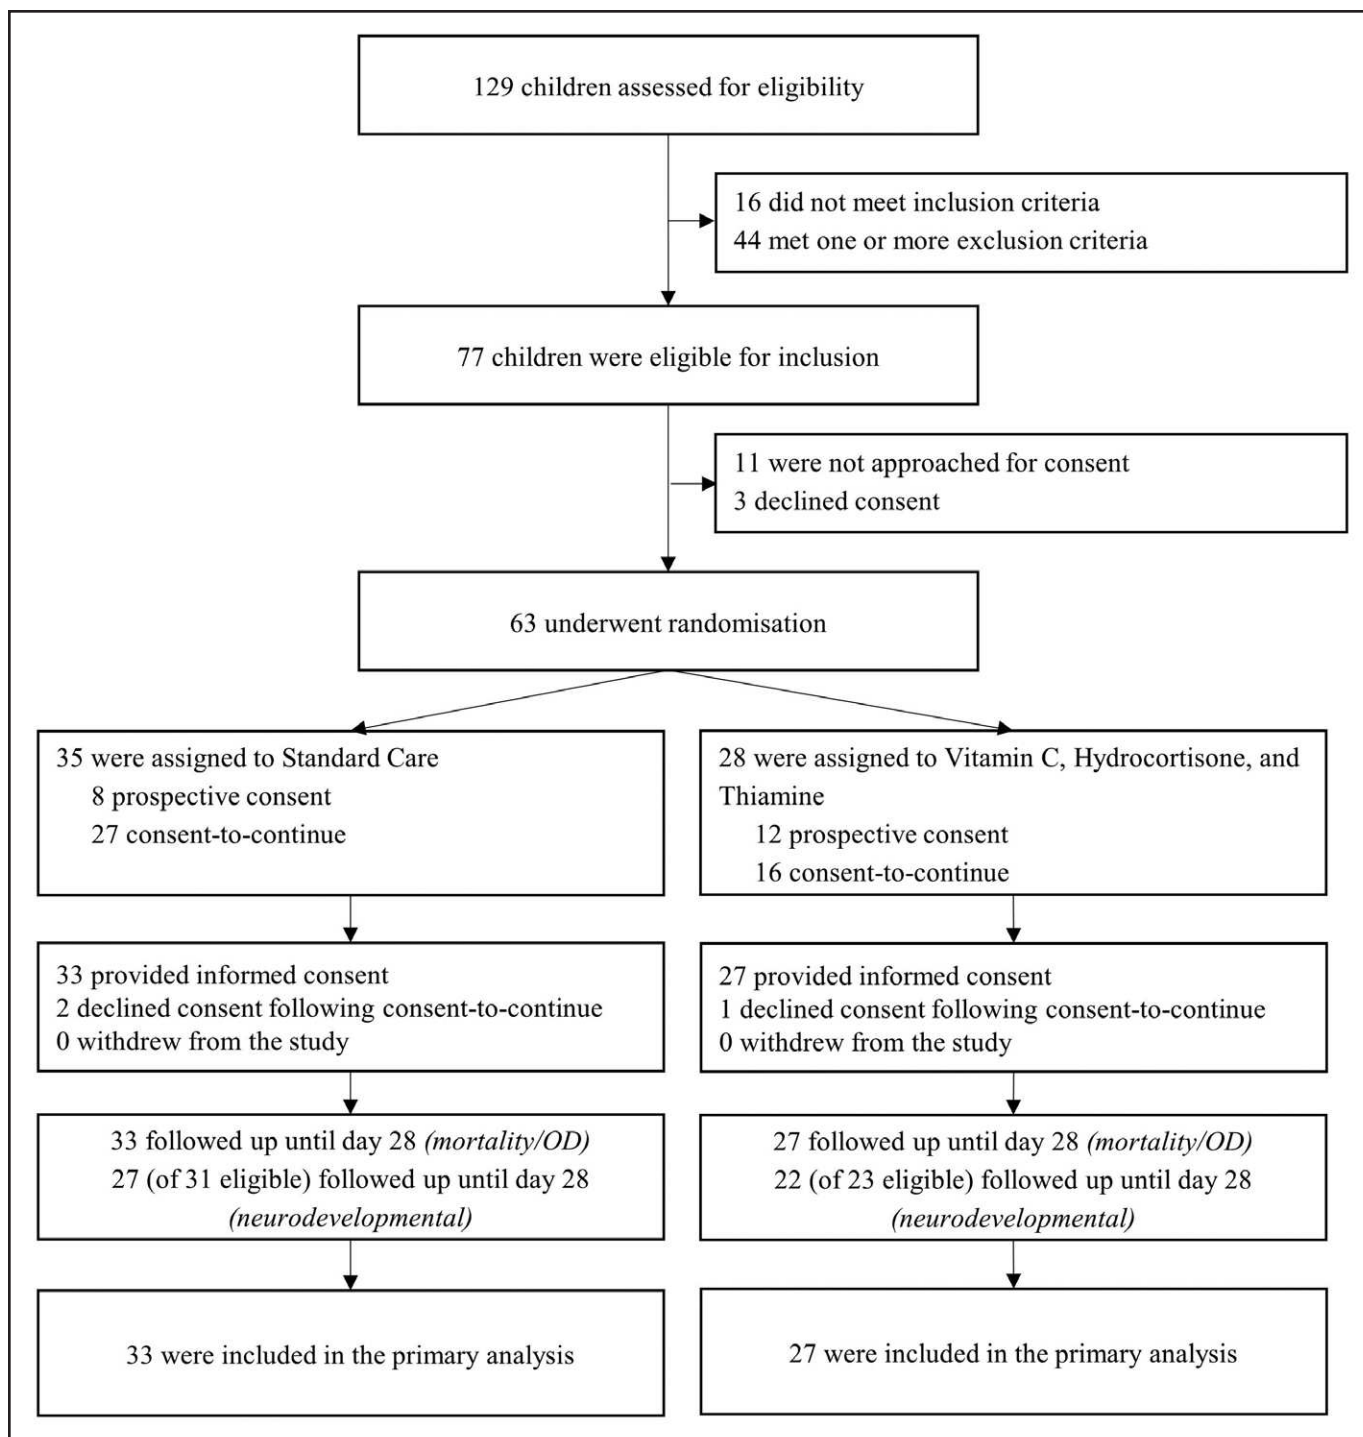 129 children assessed for eligibility
16 did not meet inclusion criteria
44 met one or more exclusion criteria
77 children were eligible for inclusion
11 were not approached for consent
3 declined consent
63 underwent randomisation
35 were assigned to Standard Care
8 prospective consent
27 consent-to-continue
28 were assigned to Vitamin C, Hydrocortisone, and
Thiamine
12 prospective consent
16 consent-to-continue
33 provided informed consent
2 declined consent following consent-to-continue
0 withdrew from the study
27 provided informed consent
1 declined consent following consent-to-continue
0 withdrew from the study
33 followed up until day 28 (mortality/OD)
27 (of 31 eligible) followed up until day 28
(neurodevelopmental)
27 followed up until day 28 (mortality/OD)
22 (of 23 eligible) followed up until day 28
(neurodevelopmental)
33 were included in the primary analysis
27 were included in the primary analysis